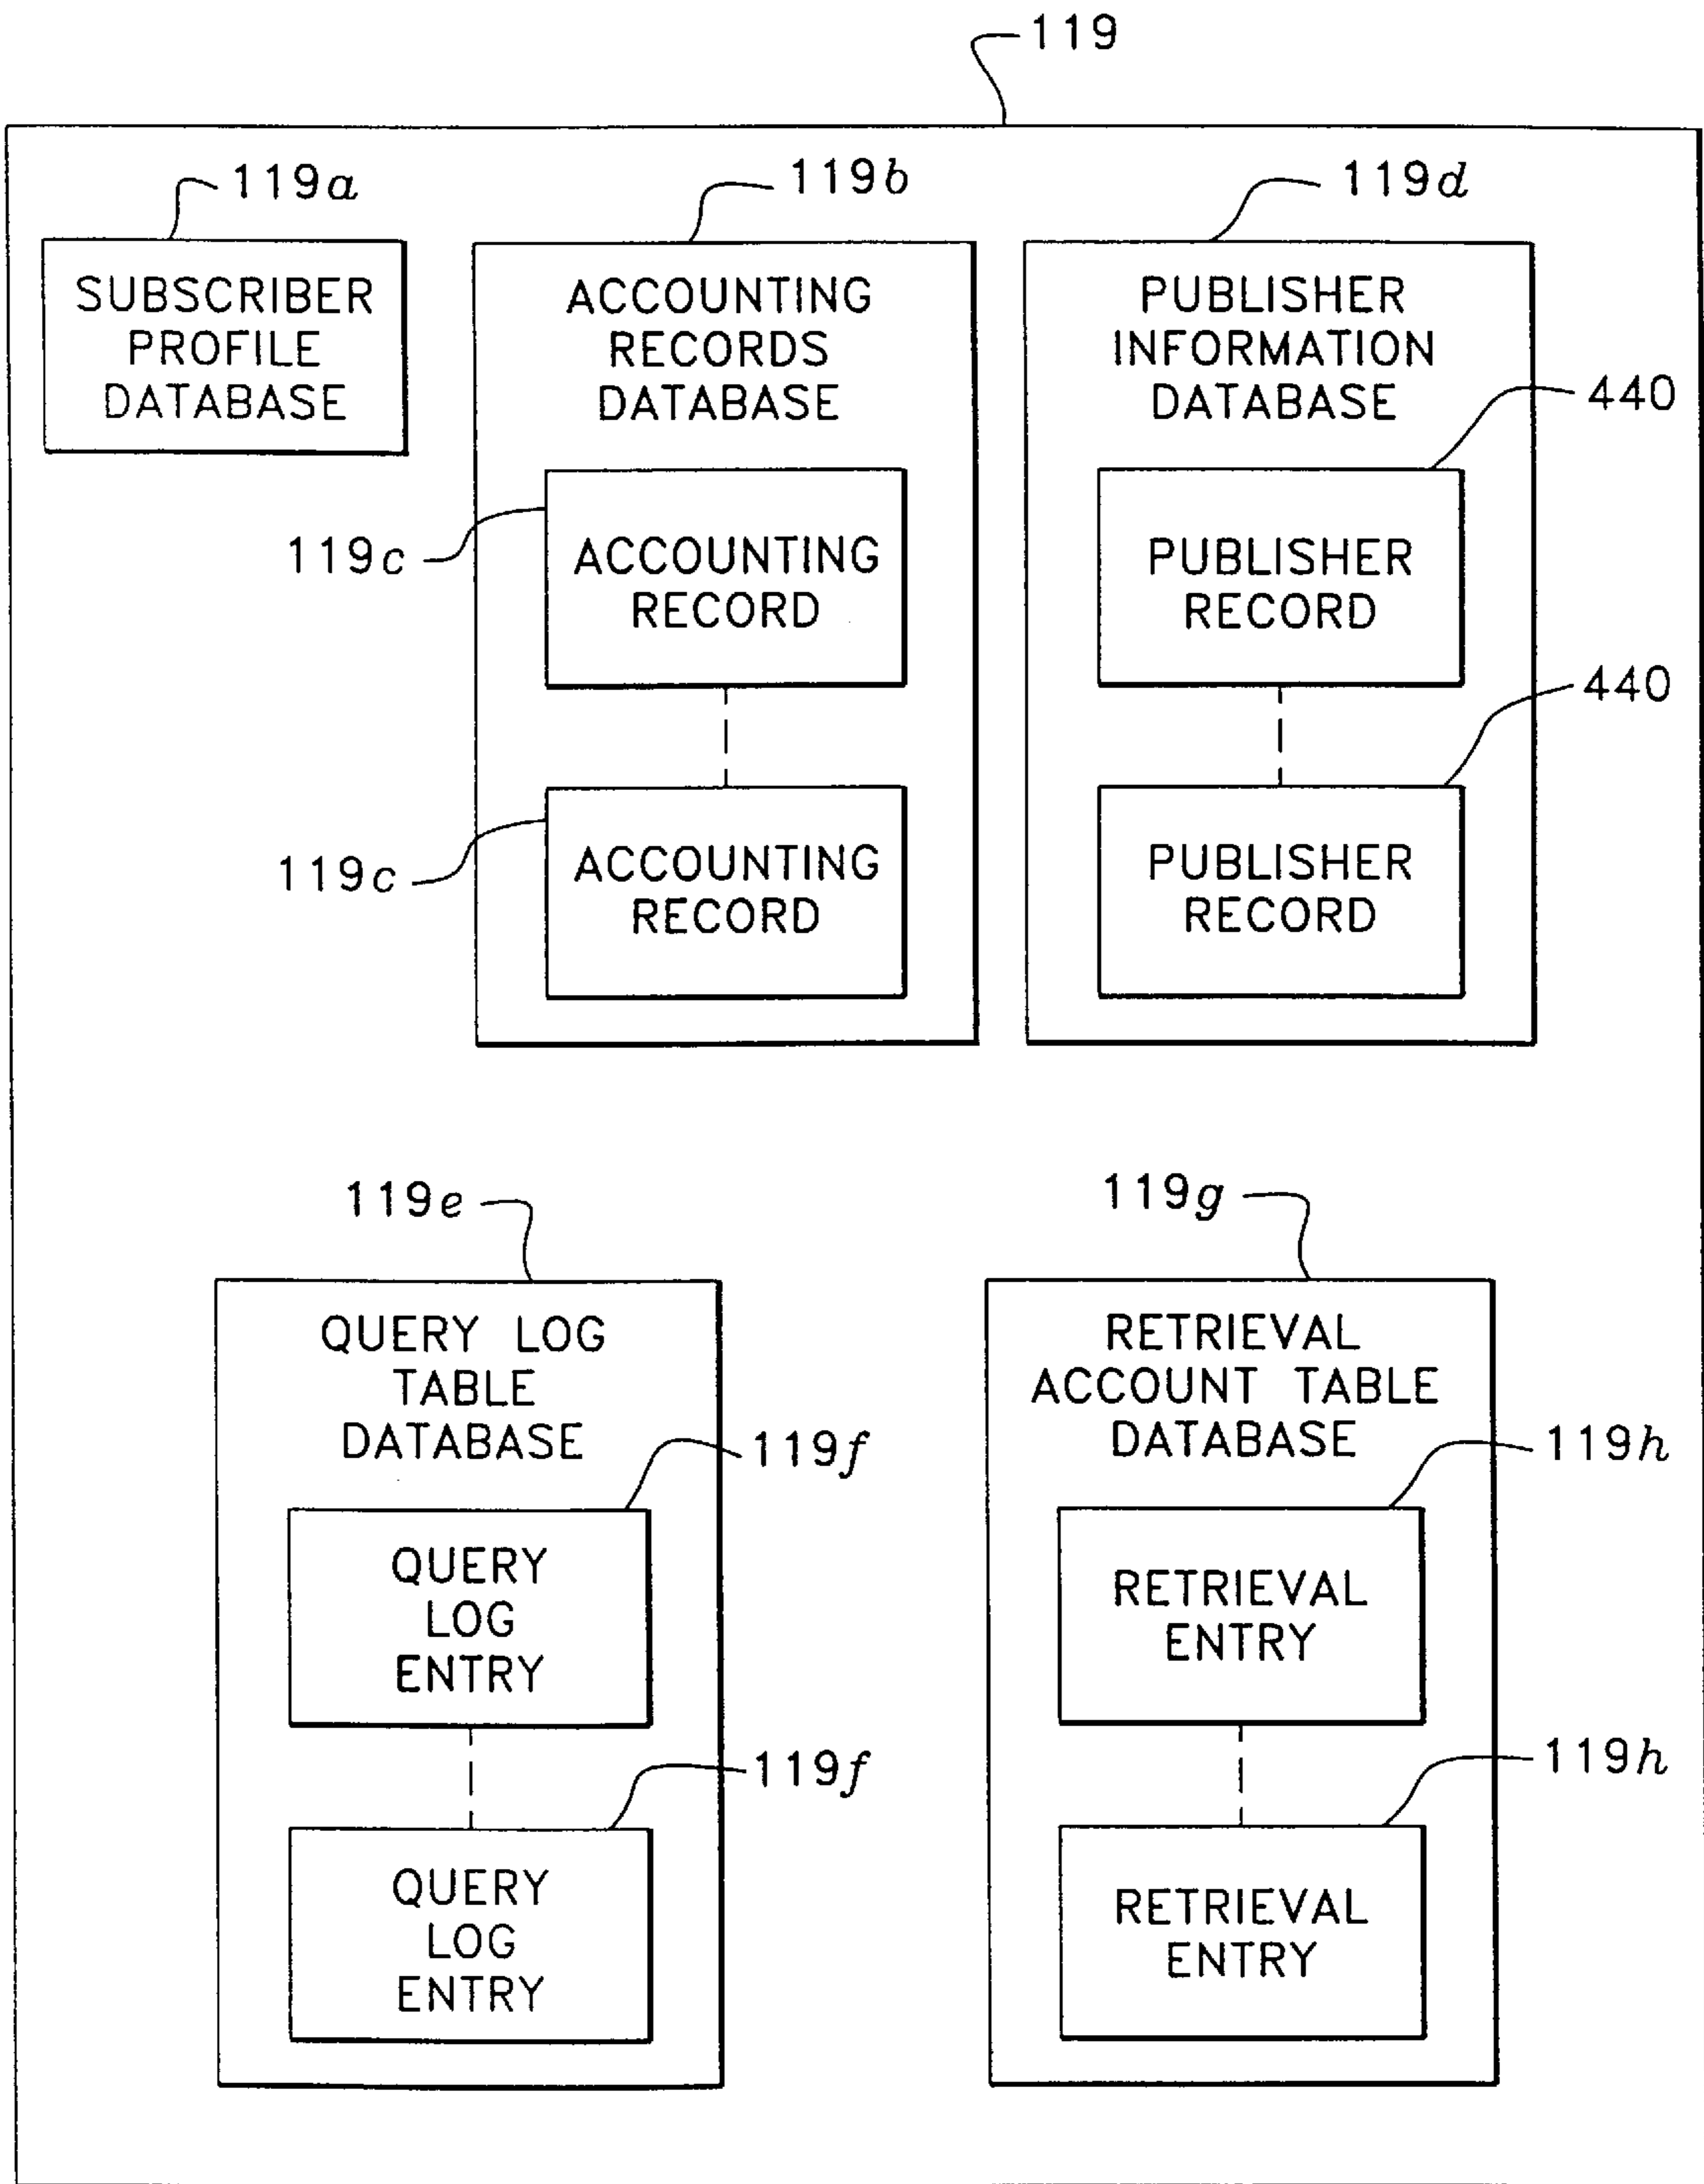 119
119a
SUBSCRIBER
PROFILE
DATABASE
119b
ACCOUNTING
RECORDS
DATABASE
119c
ACCOUNTING
RECORD
119c
ACCOUNTING
RECORD
119d
PUBLISHER
INFORMATION
DATABASE
440
PUBLISHER
RECORD
440
PUBLISHER
RECORD
119e
QUERY LOG
TABLE
DATABASE
119f
QUERY
LOG
ENTRY
119f
QUERY
LOG
ENTRY
119g
RETRIEVAL
ACCOUNT TABLE
DATABASE
119h
RETRIEVAL
ENTRY
119h
RETRIEVAL
ENTRY